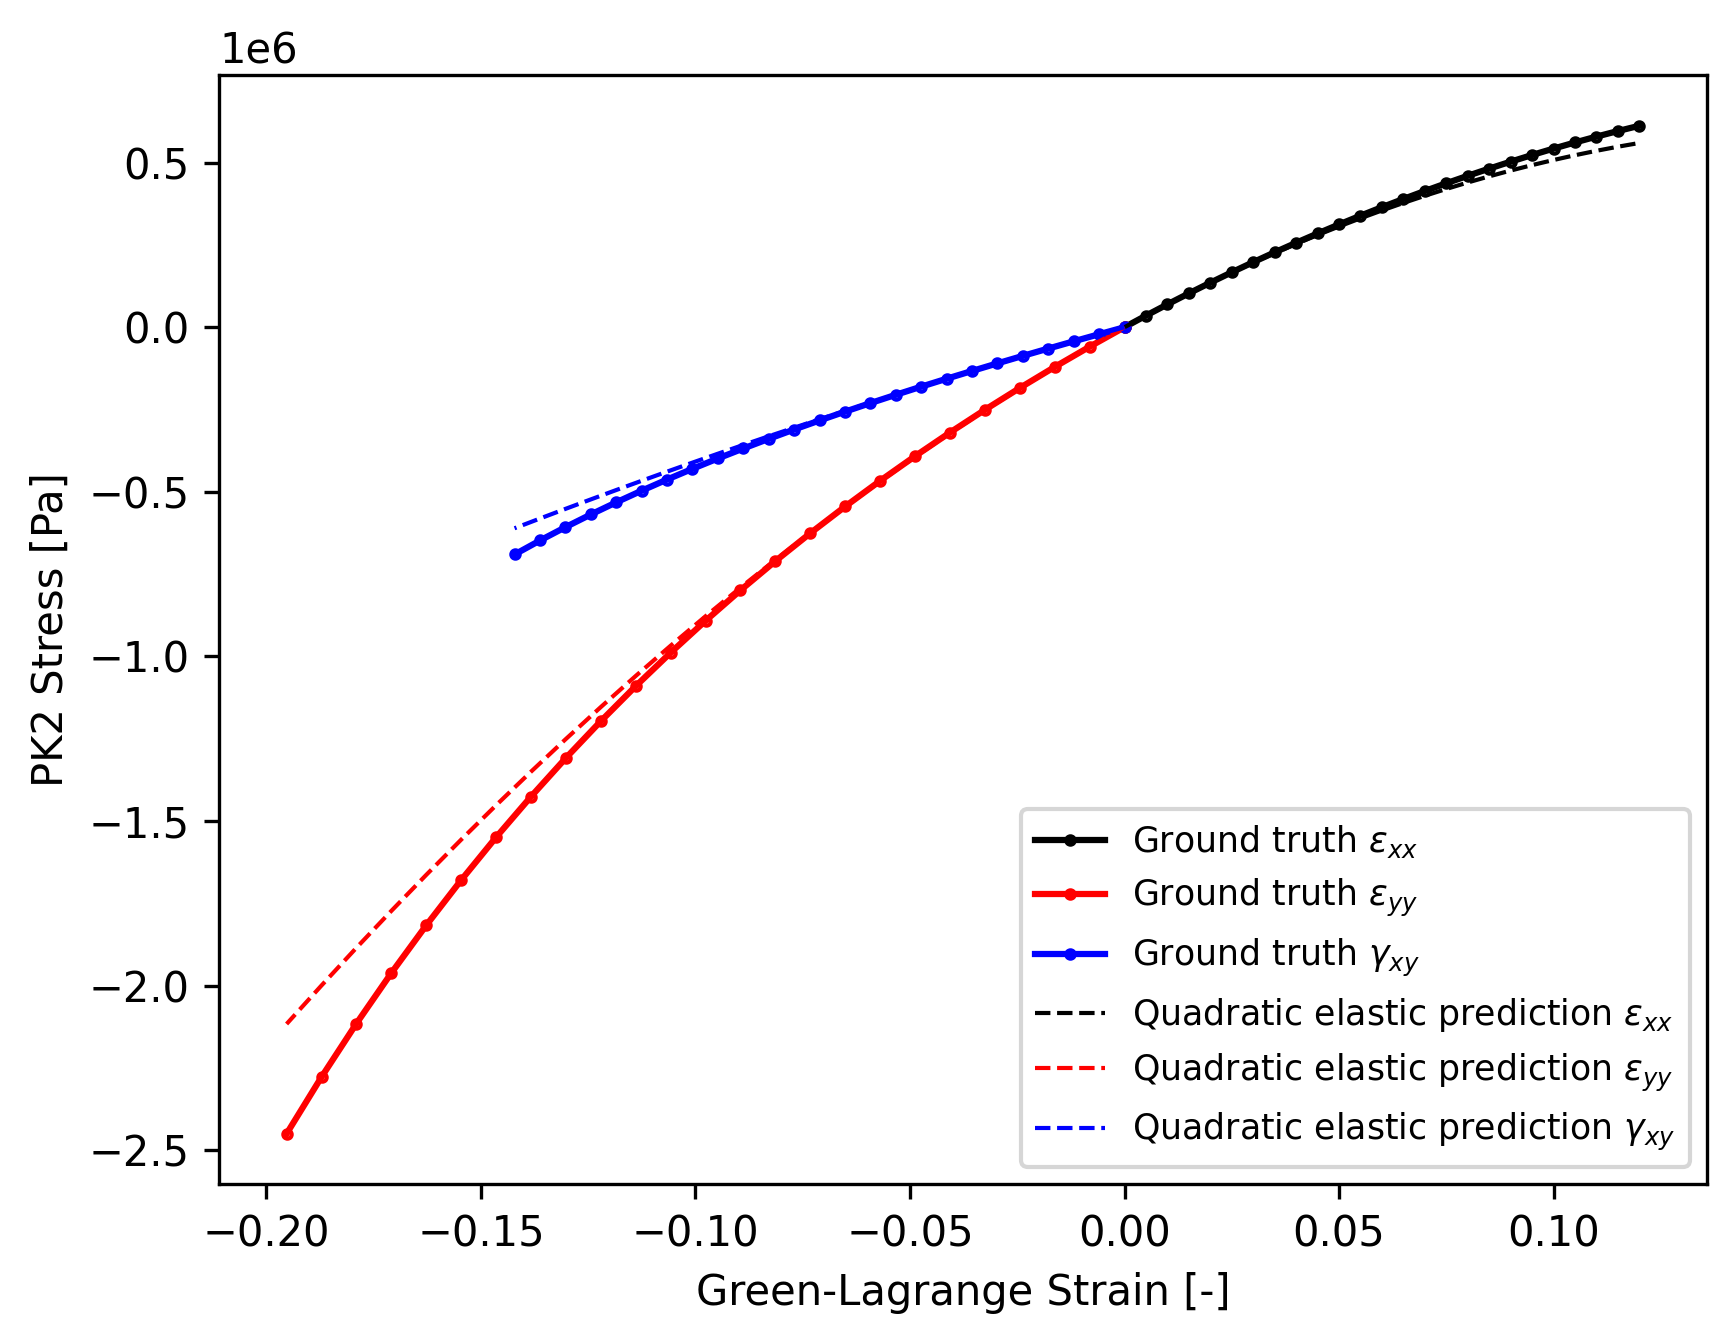 1e6
0.5
0.0
−0.5
−1.0
−1.5
−2.0
−2.5
PK2 Stress [Pa]
−0.20 −0.15 −0.10 −0.05 0.00 0.05 0.10
Green-Lagrange Strain [-]
Ground truth εxx
Ground truth εyy
Ground truth γxy
Quadratic elastic prediction εxx
Quadratic elastic prediction εyy
Quadratic elastic prediction γxy